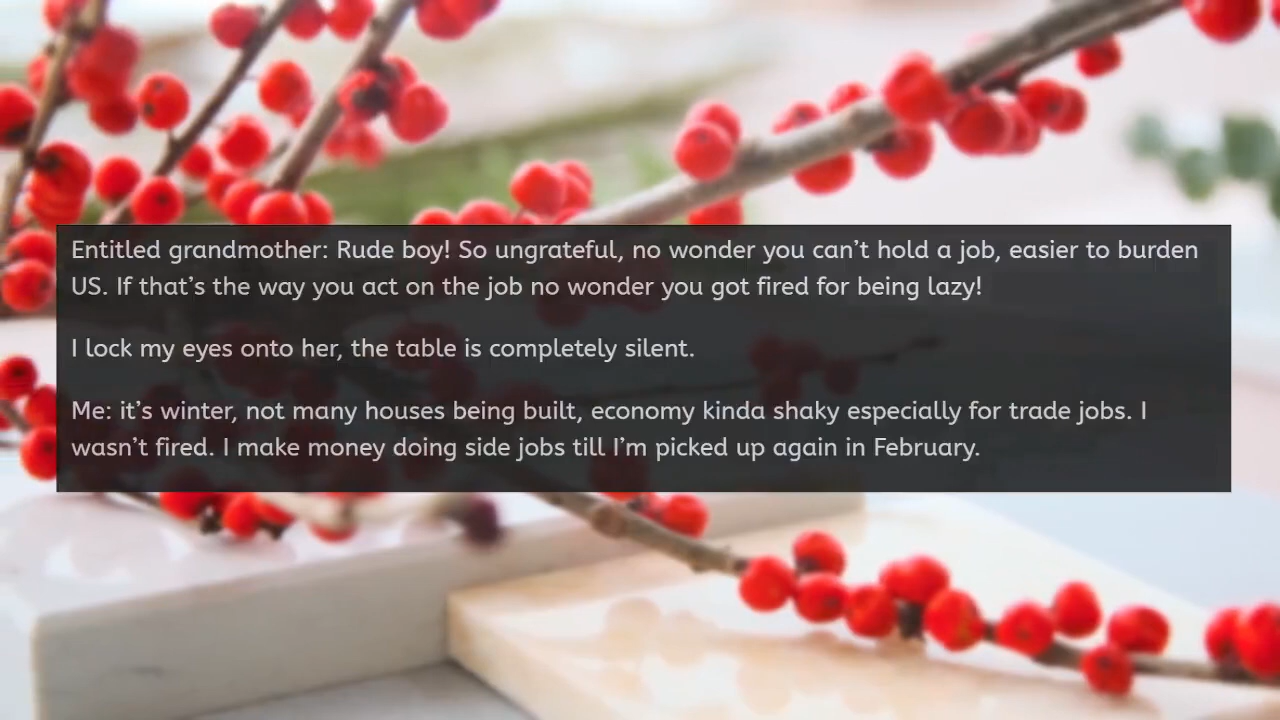 Entitled grandmother: Rude boy! So ungrateful, no wonder you can’t hold a job, easier to burden
US. If that’s the way you act on the job no wonder you got fired for being lazy!
I lock my eyes onto her, the table is completely silent.
Me: it’s winter, not many houses being built, economy kinda shaky especially for trade jobs. I
wasn’t fired. I make money doing side jobs till I’m picked up again in February.